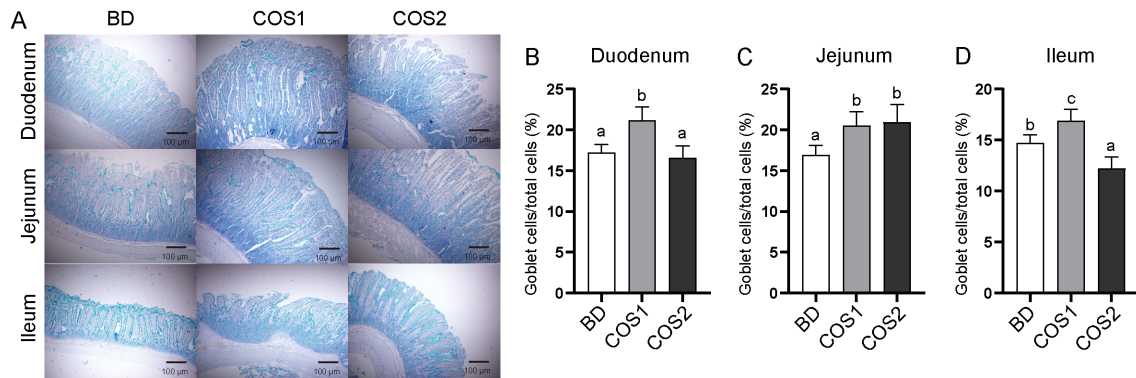 A
BD COS1 COS2
Duodenum
100 µm 100 µm 100 µm
Jejunum
100 µm 100 µm 100 µm
Ileum
100 µm 100 µm 100 µm
B Duodenum
Goblet cells/total cells (%)
25
20
15
10
5
0
a b a
BD COS1 COS2
C Jejunum
Goblet cells/total cells (%)
25
20
15
10
5
0
a b b
BD COS1 COS2
D Ileum
Goblet cells/total cells (%)
20
15
10
5
0
b c a
BD COS1 COS2